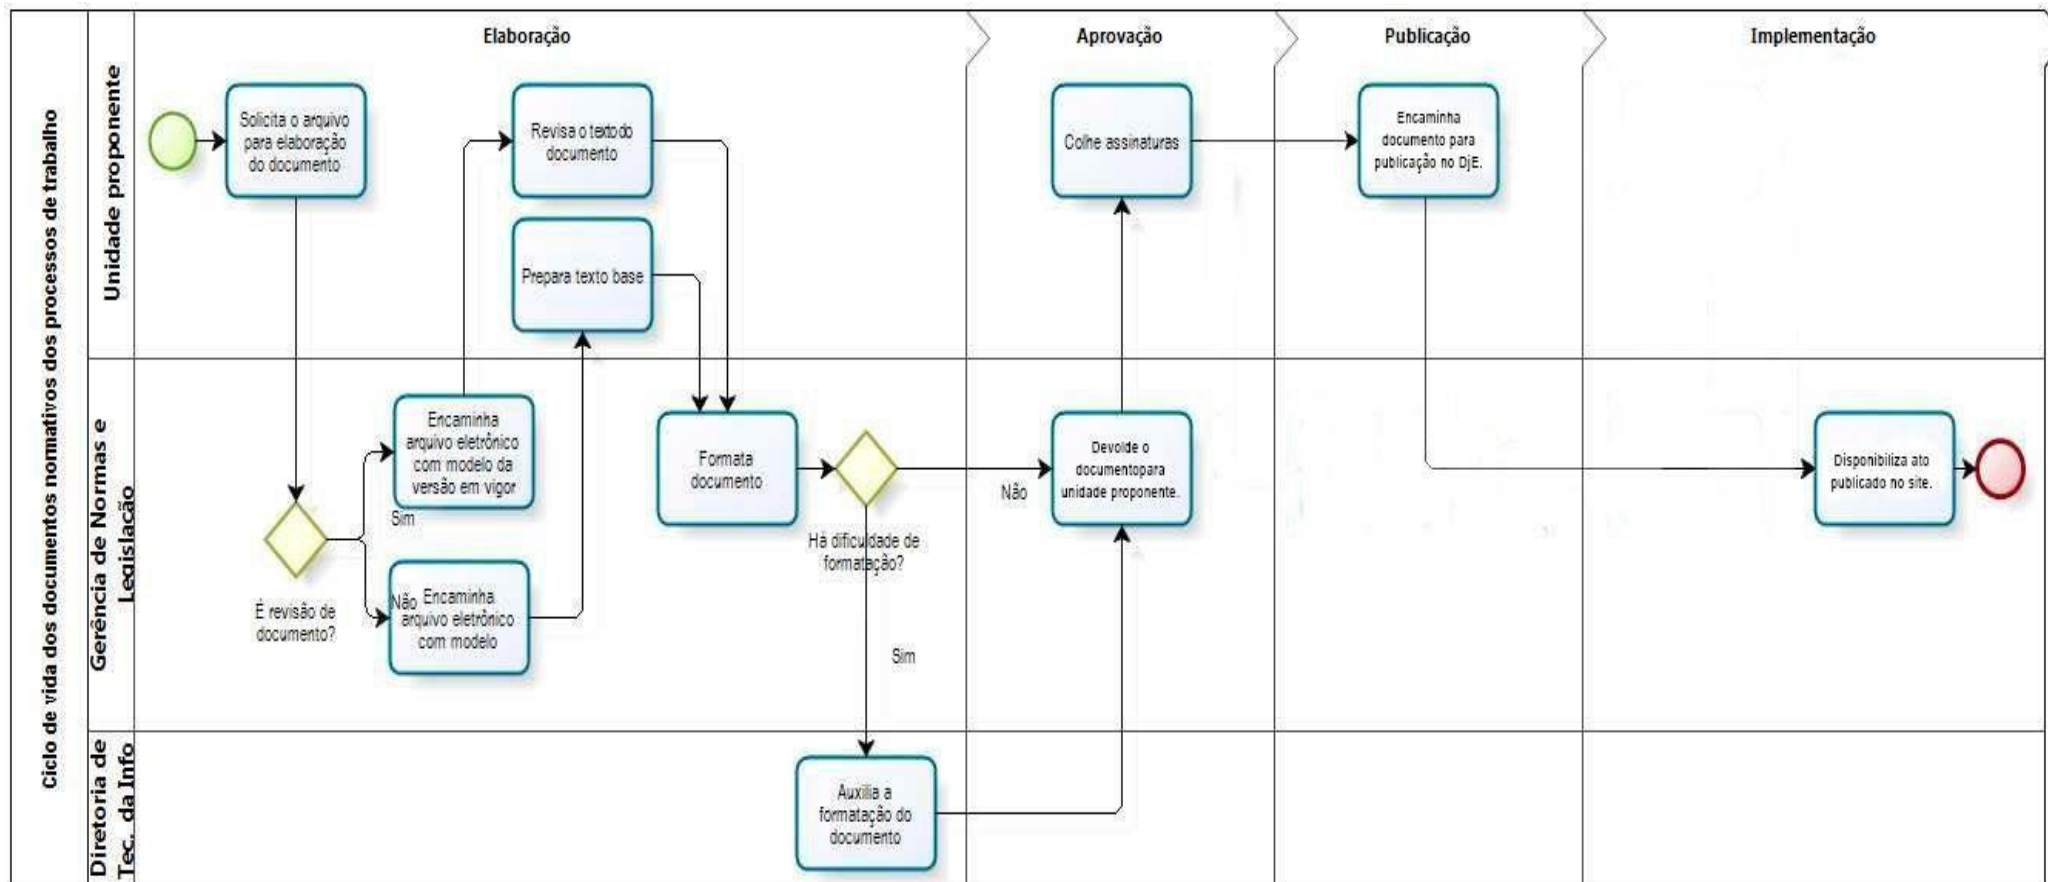 Ciclo de vida dos documentos nomativos dos processos de trabalho
Elaboração
Aprovação
Publicação
Implementação
Unidade proponente
Solicita o arquivo
para elaboração
do documento
Revisa o texto do
documento
Prepara texto base
Colhe assinaturas
Encaminha
documento para
publicação no DjE.
Gerência de Normas e
Legislação
É revisão de
documento?
Sim
Encaminha
arquivo eletrônico
com modelo da
versão em vigor
Não
Encaminha
arquivo eletrônico
com modelo
Formata
documento
Há dificuldade de
formatação?
Não
Sim
Devolde o
documentopara
unidade proponente.
Disponibiliza ato
publicado no site.
Diretoria de
Tec. da Info
Auxilia a
formatação do
documento